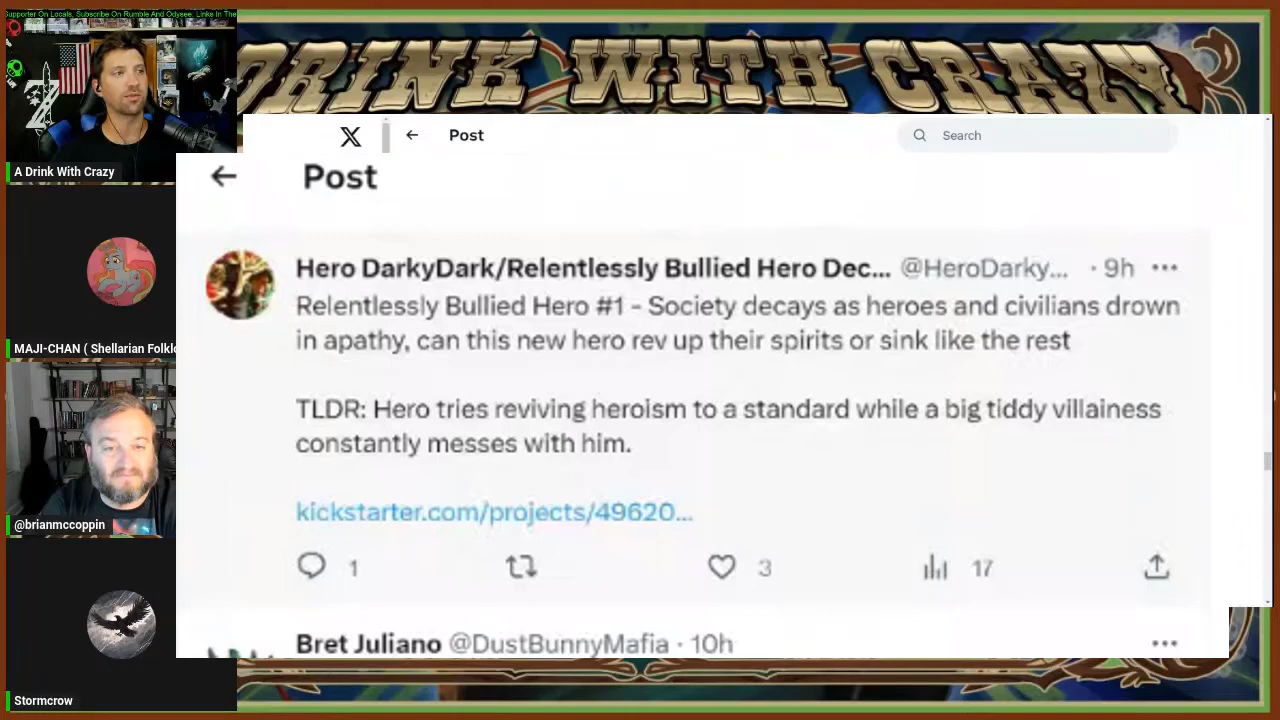 Supporter On Locals, Subscribe On Rumble And Odysee: Links In The
DRINK WITH CRAZY
X
← Post
Search
A Drink With Crazy
← Post
Hero DarkyDark/Relentlessly Bullied Hero Dec... @HeroDarky... · 9h
Relentlessly Bullied Hero #1 - Society decays as heroes and civilians drown
in apathy, can this new hero rev up their spirits or sink like the rest
TLDR: Hero tries reviving heroism to a standard while a big tiddy villainess
constantly messes with him.
kickstarter.com/projects/49620...
1 3 17
MAJI-CHAN ( Shellarian Folklo
@brianmccoppin
Bret Juliano @DustBunnyMafia · 10h
Stormcrow